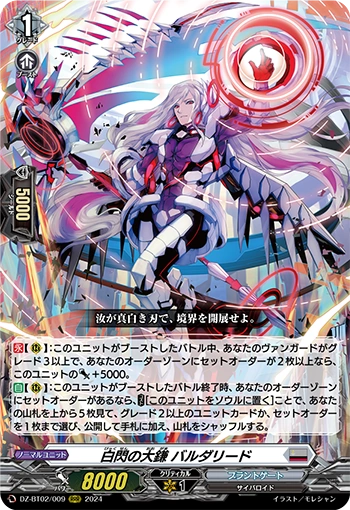 1
グレード
ブースト
5000
シールド
汝が真白き刃で、境界を開展せよ。
【永】【(R)】:このユニットがブーストしたバトル中、あなたのヴァンガードがグ
レード3以上で、あなたのオーダーゾーンにセットオーダーが2枚以上なら、
このユニットの+5000。
【自】【(R)】:このユニットがブーストしたバトル終了時、あなたのオーダーゾーン
にセットオーダーがあるなら、【このユニットをソウルに置く】ことで、あなた
の山札を上から5枚見て、グレード2以上のユニットカードか、セットオーダー
を1枚まで選び、公開して手札に加え、山札をシャッフルする。
ノーマルユニット
白閃の大鎌 バルダリード
パワー 8000
クリティカル
1
ブラントゲート
サイバロイド
DZ-BT02/009 RRR 2024
イラスト/モレシャン